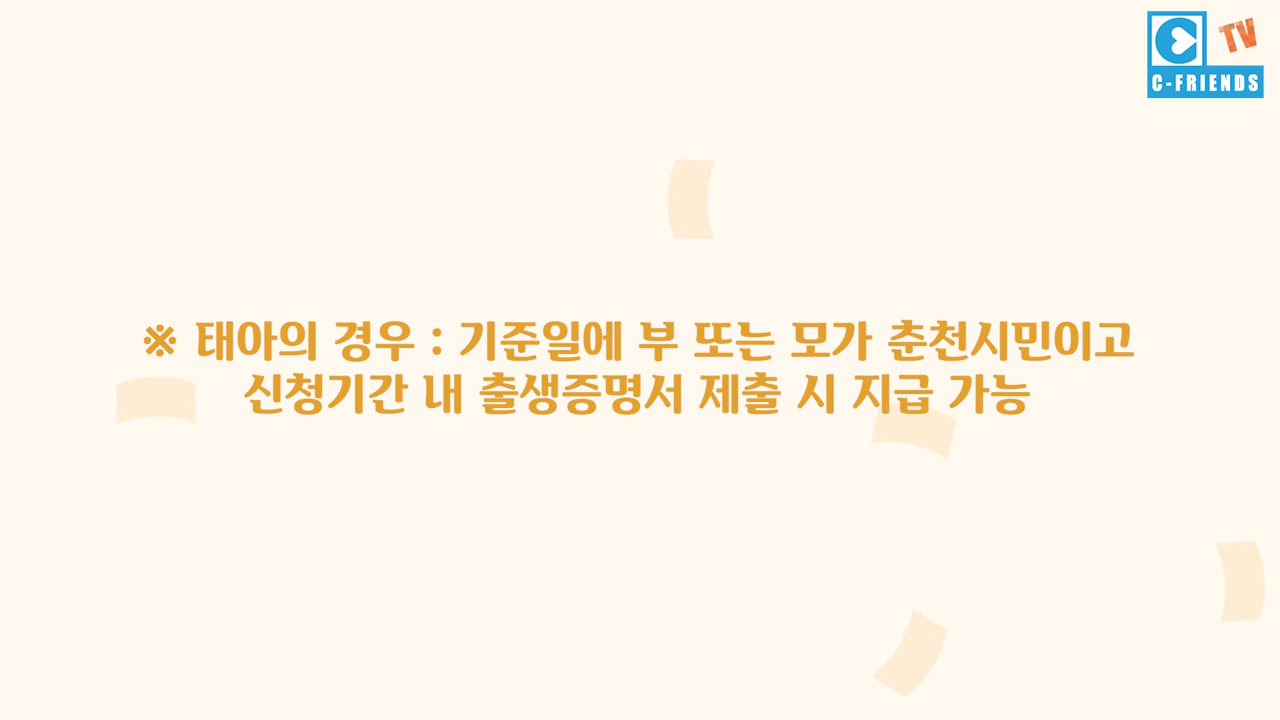 C TV
C-FRIENDS
※ 태아의 경우 : 기준일에 부 또는 모가 춘천시민이고
신청기간 내 출생증명서 제출 시 지급 가능